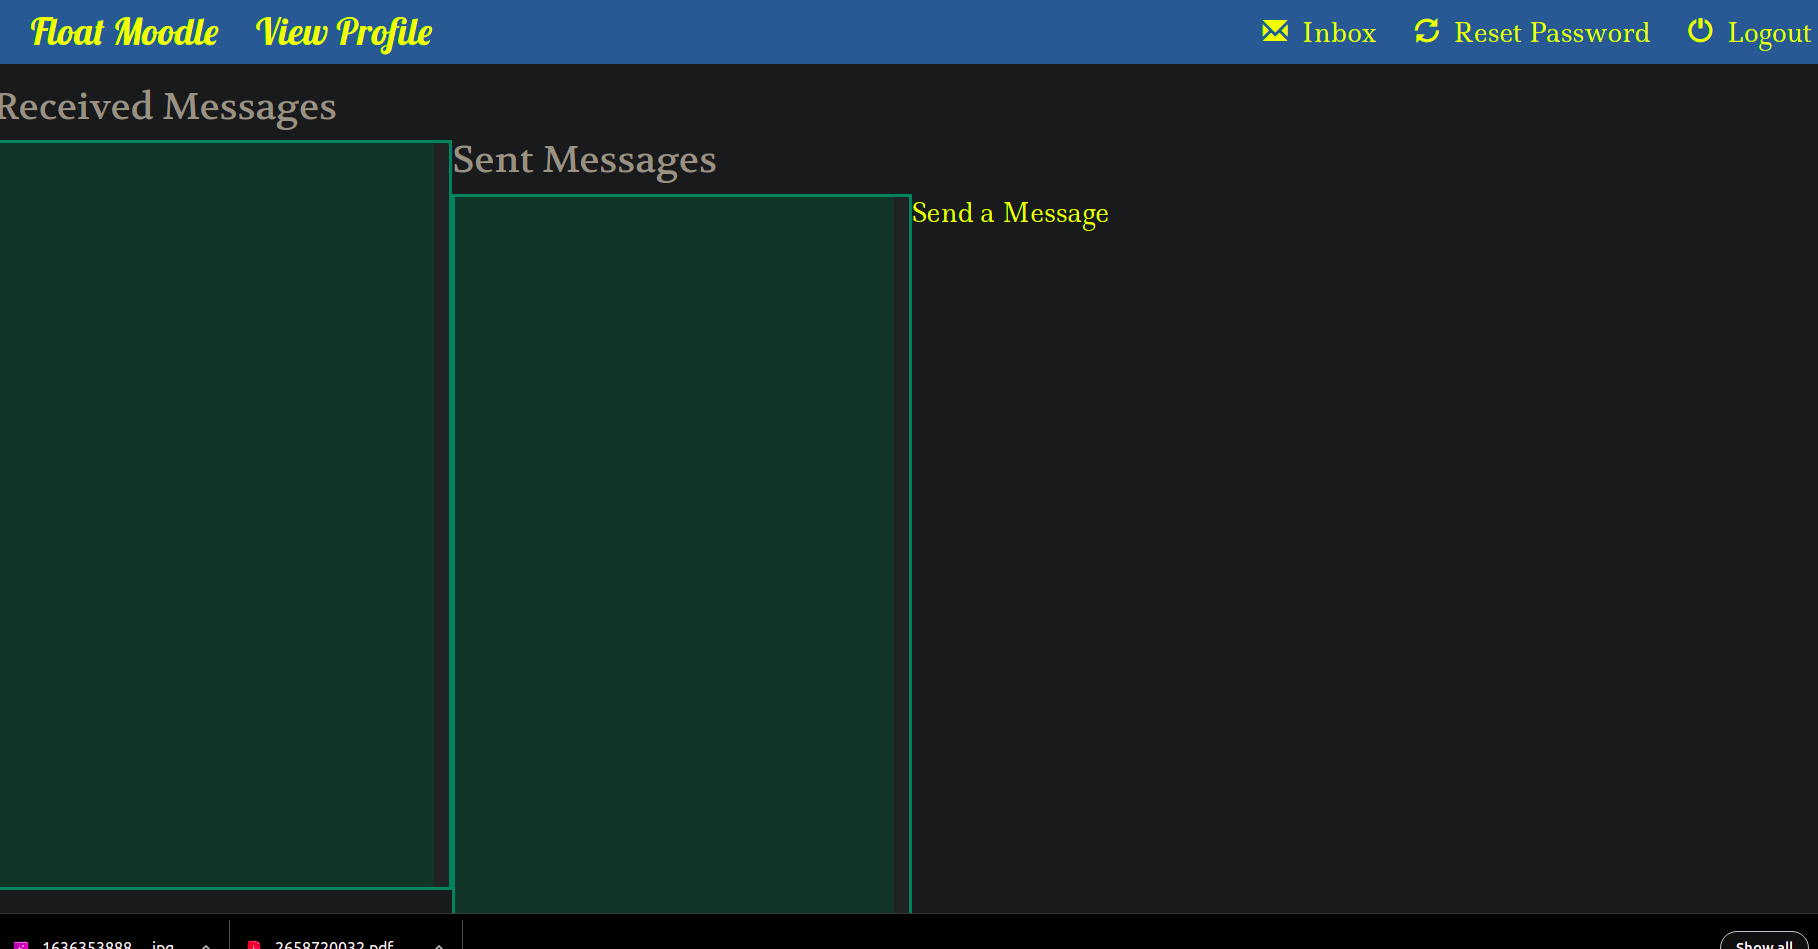 Float Moodle View Profile Inbox Reset Password Logout
Received Messages
Sent Messages
Send a Message
1636353888....jpg 2658720032.pdf Show all